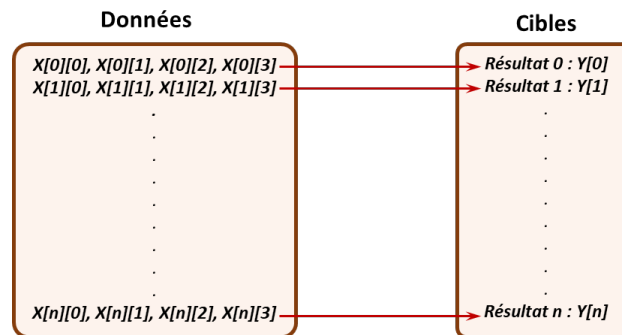 Données
Cibles
X[0][0], X[0][1], X[0][2], X[0][3]
Résultat 0 : Y[0]
X[1][0], X[1][1], X[1][2], X[1][3]
Résultat 1 : Y[1]
X[n][0], X[n][1], X[n][2], X[n][3]
Résultat n : Y[n]